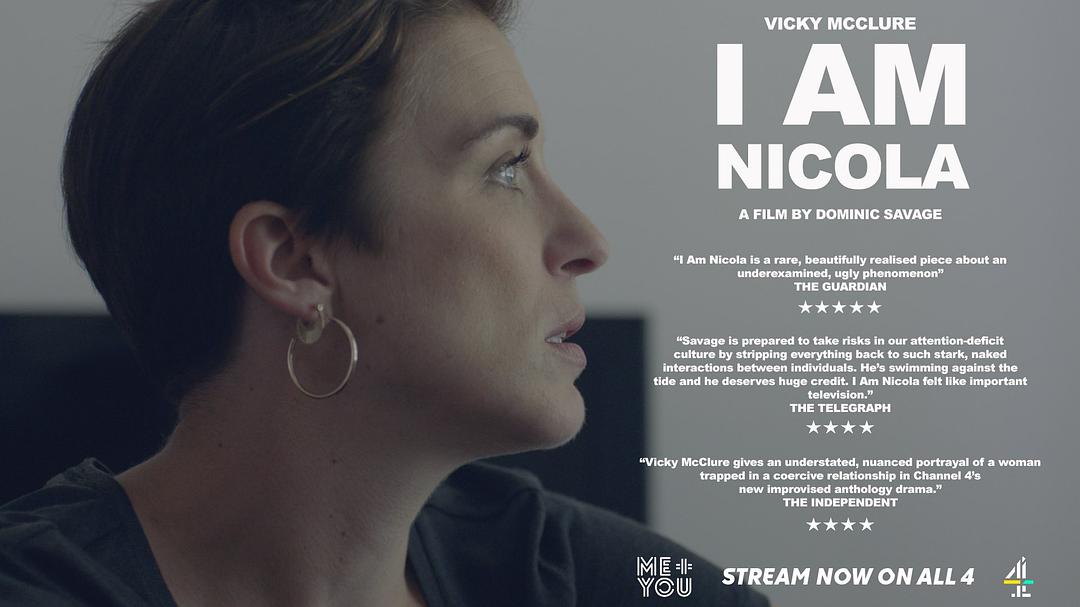 VICKY MCCLURE
I AM
NICOLA
A FILM BY DOMINIC SAVAGE
“I Am Nicola is a rare, beautifully realised piece about an
underexamined, ugly phenomenon”
THE GUARDIAN
★★★★★
“Savage is prepared to take risks in our attention-deficit
culture by stripping everything back to such stark, naked
interactions between individuals. He’s swimming against the
tide and he deserves huge credit. I Am Nicola felt like important
television.”
THE TELEGRAPH
★★★★
“Vicky McClure gives an understated, nuanced portrayal of a woman
trapped in a coercive relationship in Channel 4’s
new improvised anthology drama.”
THE INDEPENDENT
★★★★
ME+
YOU
STREAM NOW ON ALL 4
4